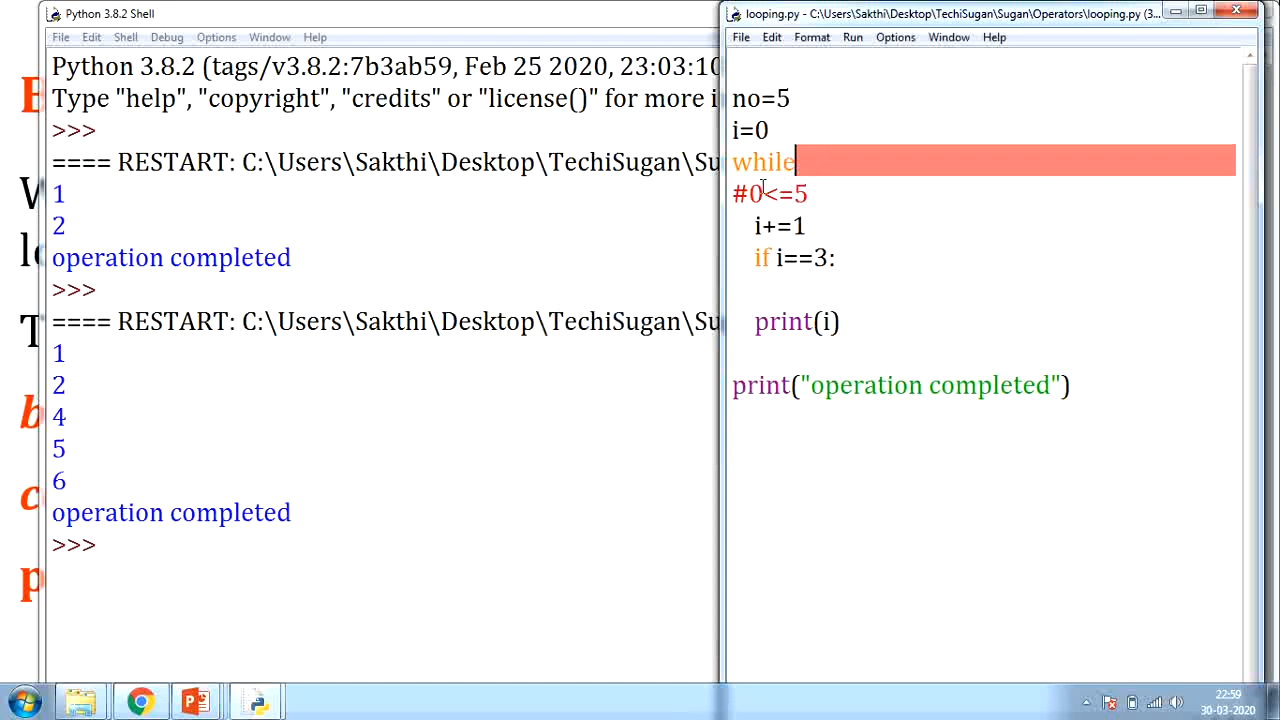 Python 3.8.2 Shell
File Edit Shell Debug Options Window Help
Python 3.8.2 (tags/v3.8.2:7b3ab59, Feb 25 2020, 23:03:10
Type "help", "copyright", "credits" or "license()" for more i
>>>
==== RESTART: C:\Users\Sakthi\Desktop\TechiSugan\Su
1
2
operation completed
>>>
==== RESTART: C:\Users\Sakthi\Desktop\TechiSugan\Su
1
2
4
5
6
operation completed
>>>
looping.py - C:\Users\Sakthi\Desktop\TechiSugan\Sugan\Operators\looping.py (3...
File Edit Format Run Options Window Help
no=5
i=0
while
#0<=5
i+=1
if i==3:
print(i)
print("operation completed")
22:59
30-03-2020